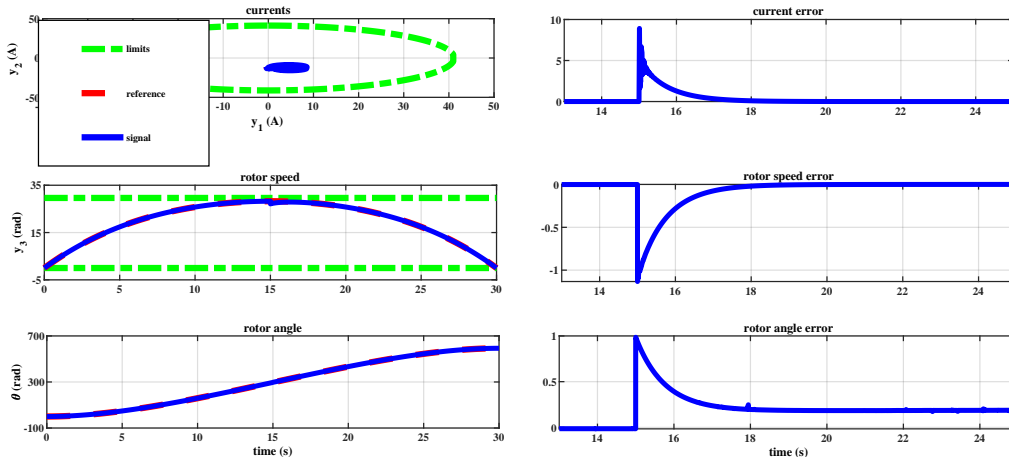 currents
50
0
-50
y2 (A)
limits
reference
signal
-10 0 10 20 30 40 50
y1 (A)
current error
10
5
0
14 16 18 20 22 24
rotor speed
35
15
-5
y3 (rad)
0 5 10 15 20 25 30
rotor speed error
0
-0.5
-1
14 16 18 20 22 24
rotor angle
700
300
-100
θ (rad)
0 5 10 15 20 25 30
time (s)
rotor angle error
1
0.5
0
14 16 18 20 22 24
time (s)